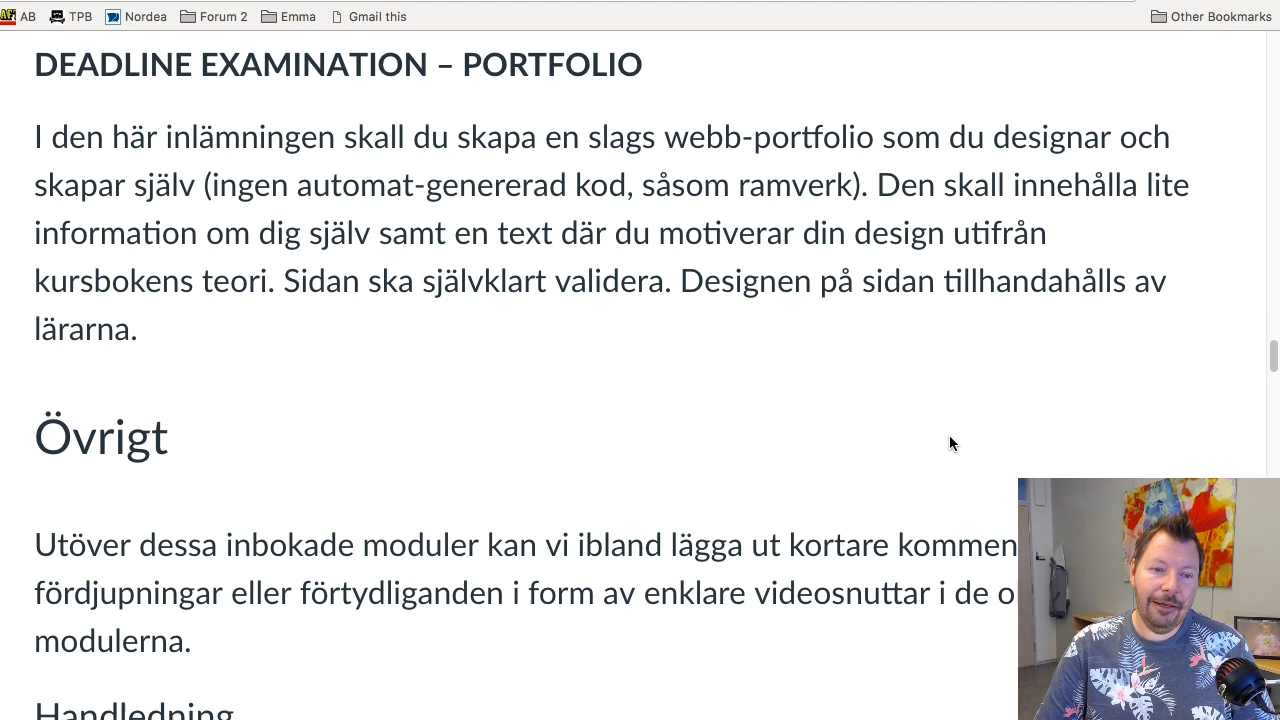 AB TPB Nordea Forum 2 Emma Gmail this Other Bookmarks
DEADLINE EXAMINATION – PORTFOLIO
I den här inlämningen skall du skapa en slags webb-portfolio som du designar och
skapar själv (ingen automat-genererad kod, såsom ramverk). Den skall innehålla lite
information om dig själv samt en text där du motiverar din design utifrån
kursbokens teori. Sidan ska självklart validera. Designen på sidan tillhandahålls av
lärarna.
Övrigt
Utöver dessa inbokade moduler kan vi ibland lägga ut kortare kommen
fördjupningar eller förtydliganden i form av enklare videosnuttar i de o
modulerna.
Handledning